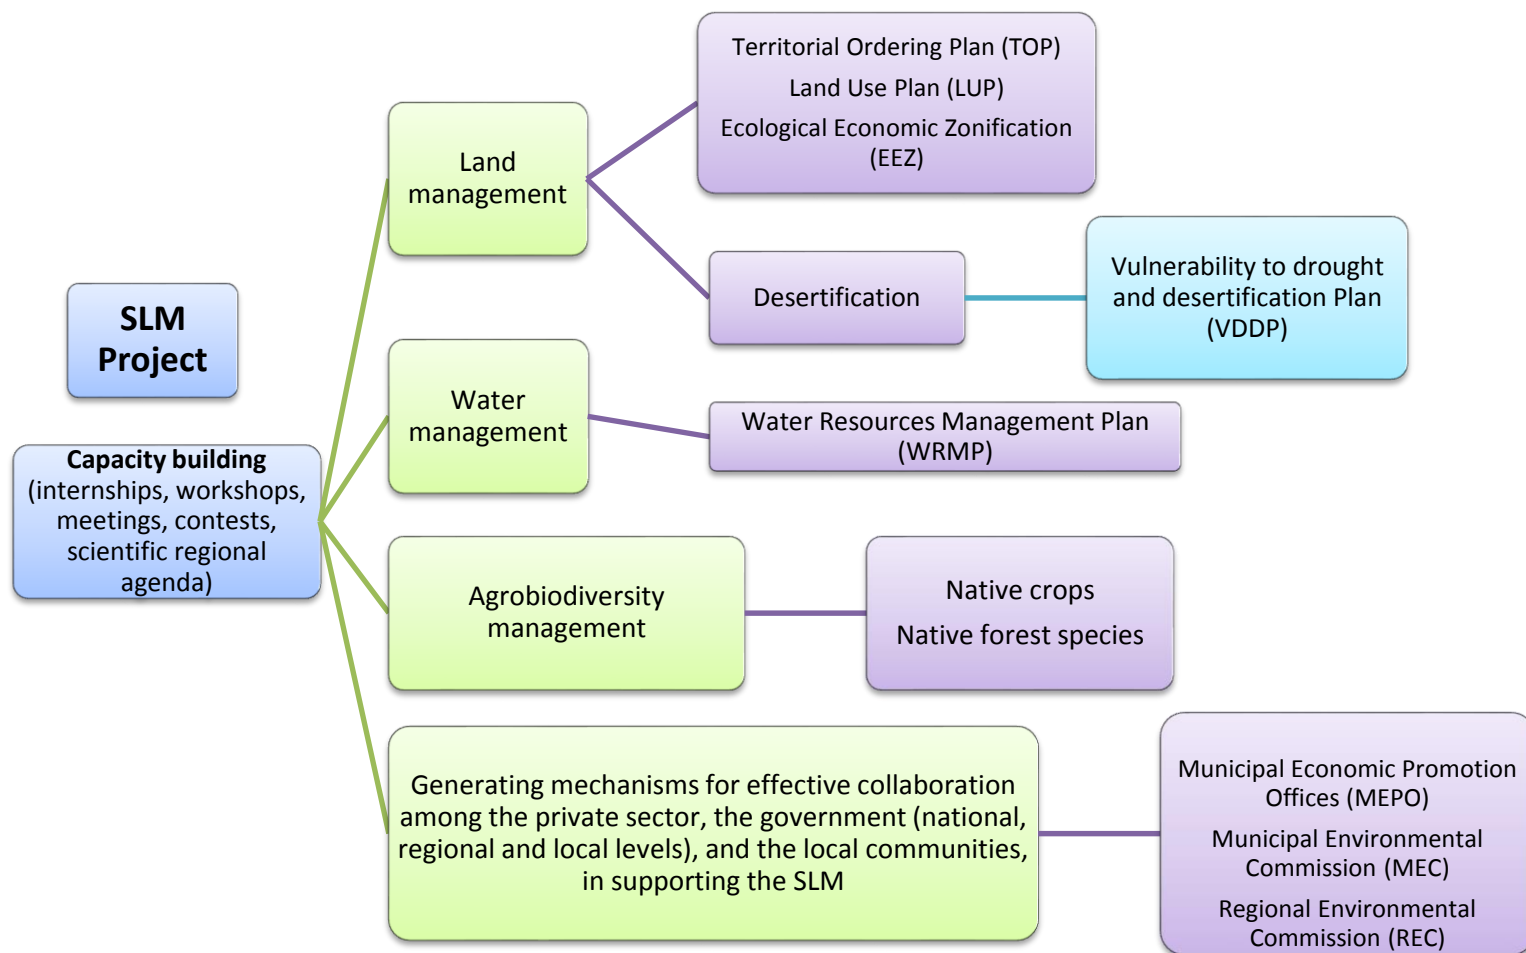 SLM
Project
Capacity building
(internships, workshops,
meetings, contests,
scientific regional
agenda)
Land
management
Territorial Ordering Plan (TOP)
Land Use Plan (LUP)
Ecological Economic Zonification
(EEZ)
Desertification
Vulnerability to drought
and desertification Plan
(VDDP)
Water
management
Water Resources Management Plan
(WRMP)
Agrobiodiversity
management
Native crops
Native forest species
Generating mechanisms for effective collaboration
among the private sector, the government (national,
regional and local levels), and the local communities,
in supporting the SLM
Municipal Economic Promotion
Offices (MEPO)
Municipal Environmental
Commission (MEC)
Regional Environmental
Commission (REC)